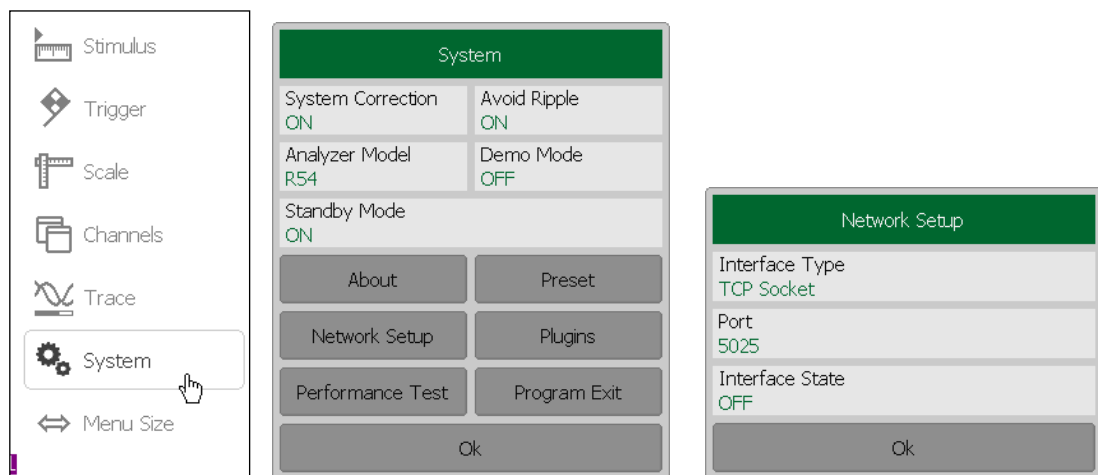 Stimulus
Trigger
Scale
Channels
Trace
System
Menu Size
System
System Correction
ON
Avoid Ripple
ON
Analyzer Model
R54
Demo Mode
OFF
Standby Mode
ON
About
Preset
Network Setup
Plugins
Performance Test
Program Exit
Ok
Network Setup
Interface Type
TCP Socket
Port
5025
Interface State
OFF
Ok